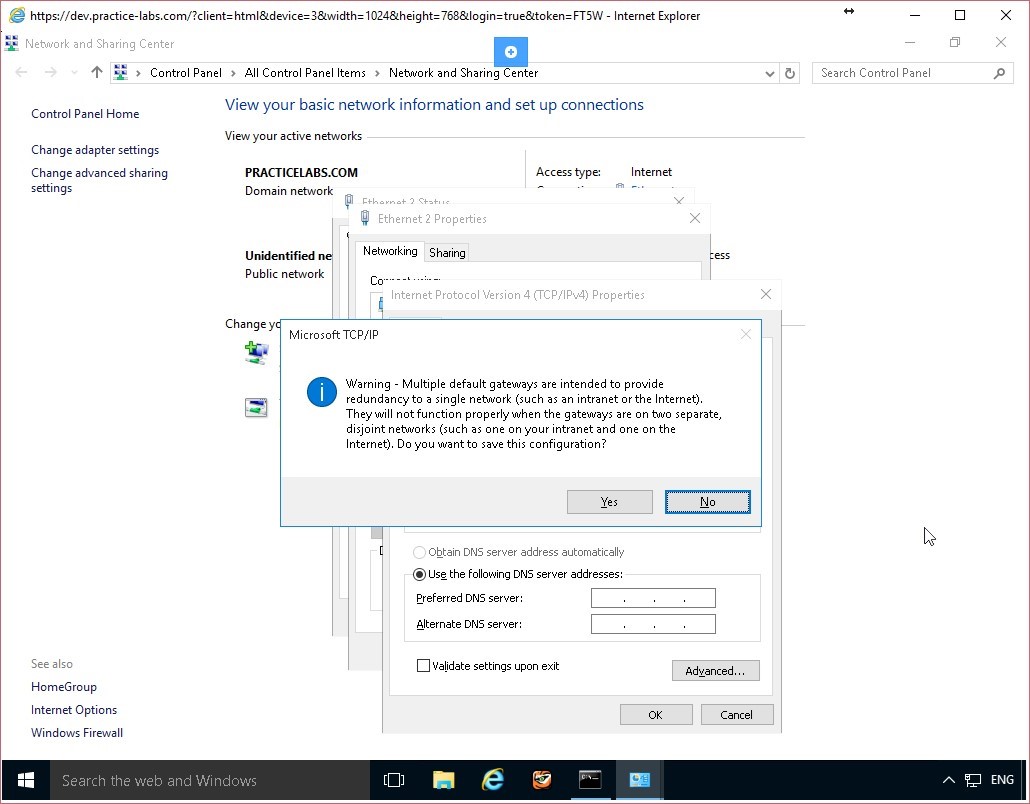 https://dev.practice-labs.com/?client=html&device=3&width=1024&height=768&login=true&token=FT5W - Internet Explorer
Network and Sharing Center
Control Panel > All Control Panel Items > Network and Sharing Center
Search Control Panel
Control Panel Home
Change adapter settings
Change advanced sharing
settings
View your basic network information and set up connections
View your active networks
PRACTICELABS.COM
Domain network
Access type:
Internet
Unidentified ne
Public network
cess
Change yo
Ethernet 2 Status
Ethernet 2 Properties
Networking
Sharing
Connect using:
Internet Protocol Version 4 (TCP/IPv4) Properties
Microsoft TCP/IP
Warning - Multiple default gateways are intended to provide
redundancy to a single network (such as an intranet or the Internet).
They will not function properly when the gateways are on two separate,
disjoint networks (such as one on your intranet and one on the
Internet). Do you want to save this configuration?
Yes
No
Obtain DNS server address automatically
Use the following DNS server addresses:
Preferred DNS server:
Alternate DNS server:
Validate settings upon exit
Advanced...
OK
Cancel
See also
HomeGroup
Internet Options
Windows Firewall
Search the web and Windows
ENG